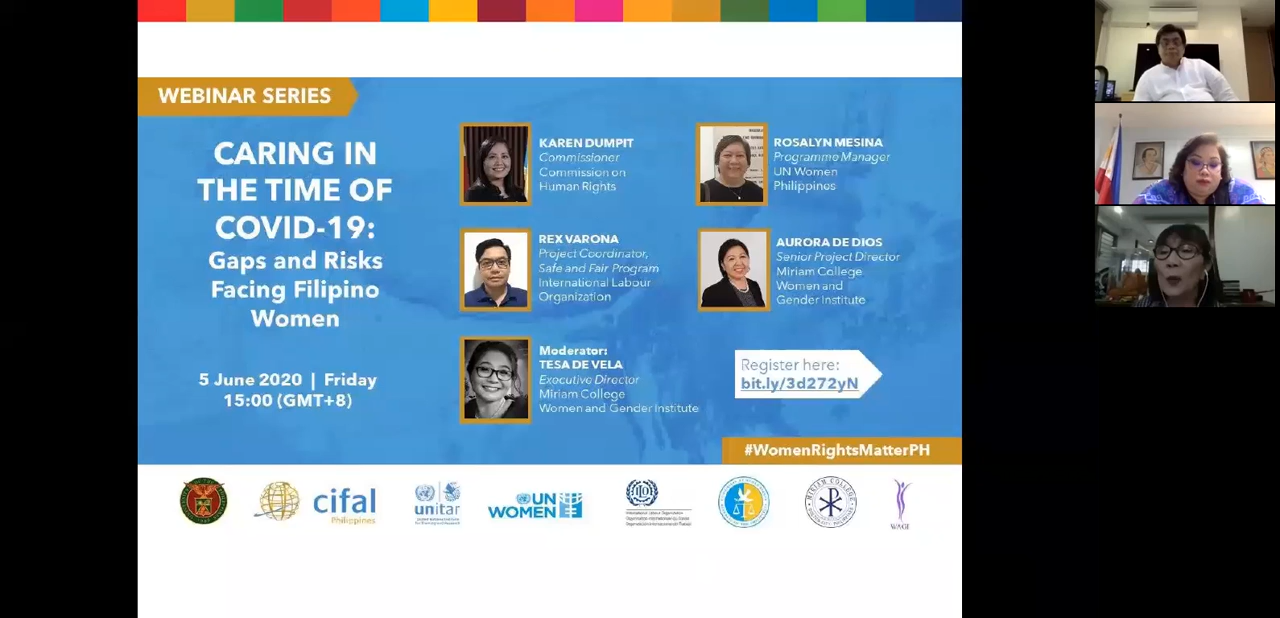 WEBINAR SERIES
CARING IN
THE TIME OF
COVID-19:
Gaps and Risks
Facing Filipino
Women
5 June 2020 | Friday
15:00 (GMT+8)
KAREN DUMPIT
Commissioner
Commission on
Human Rights
ROSALYN MESINA
Programme Manager
UN Women
Philippines
REX VARONA
Project Coordinator,
Safe and Fair Program
International Labour
Organization
AURORA DE DIOS
Senior Project Director
Miriam College
Women and
Gender Institute
Moderator:
TESA DE VELA
Executive Director
Miriam College
Women and Gender Institute
Register here:
bit.ly/3d272yN
#WomenRightsMatterPH
cifal
Philippines
unitar
UN
WOMEN
International Labour Organization
WAGI